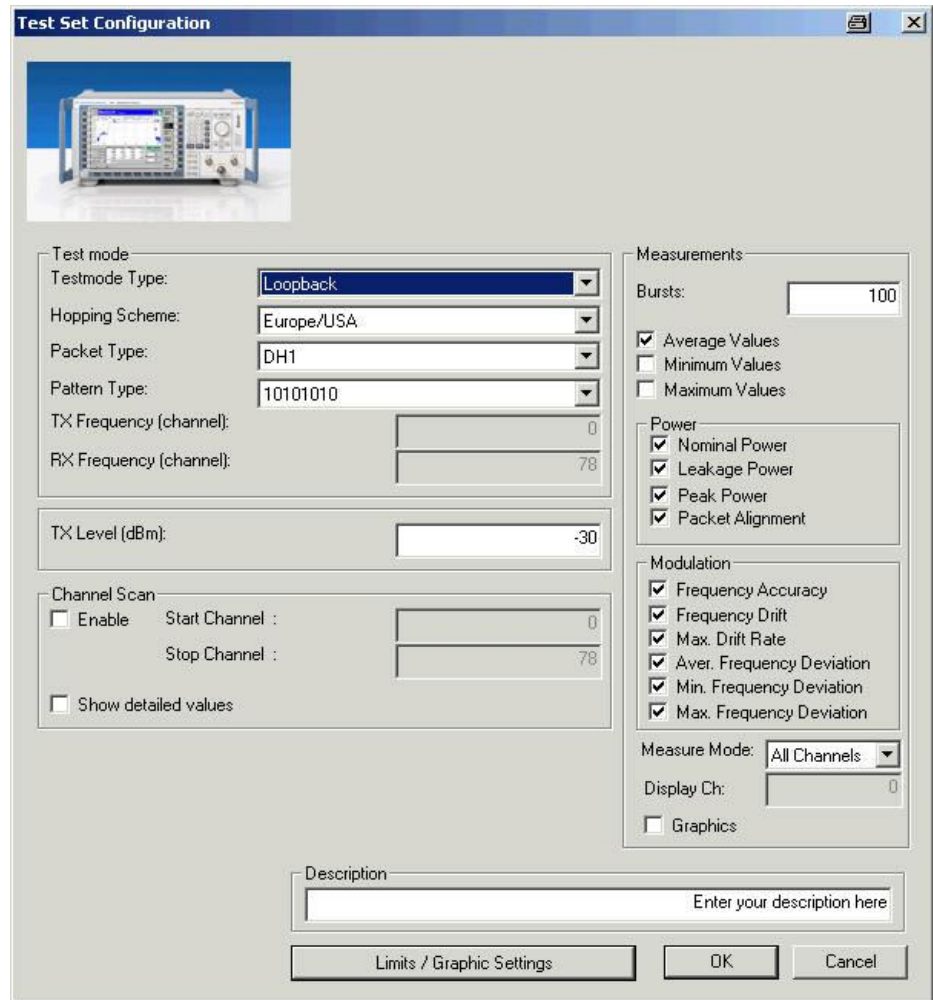 Test Set Configuration
Test mode
Testmode Type: Loopback
Hopping Scheme: Europe/USA
Packet Type: DH1
Pattern Type: 10101010
TX Frequency (channel): 0
RX Frequency (channel): 78
TX Level (dBm): -30
Channel Scan
Enable Start Channel : 0
Stop Channel : 78
Show detailed values
Measurements
Bursts: 100
Average Values
Minimum Values
Maximum Values
Power
Nominal Power
Leakage Power
Peak Power
Packet Alignment
Modulation
Frequency Accuracy
Frequency Drift
Max. Drift Rate
Aver. Frequency Deviation
Min. Frequency Deviation
Max. Frequency Deviation
Measure Mode: All Channels
Display Ch: 0
Graphics
Description
Enter your description here
Limits / Graphic Settings OK Cancel